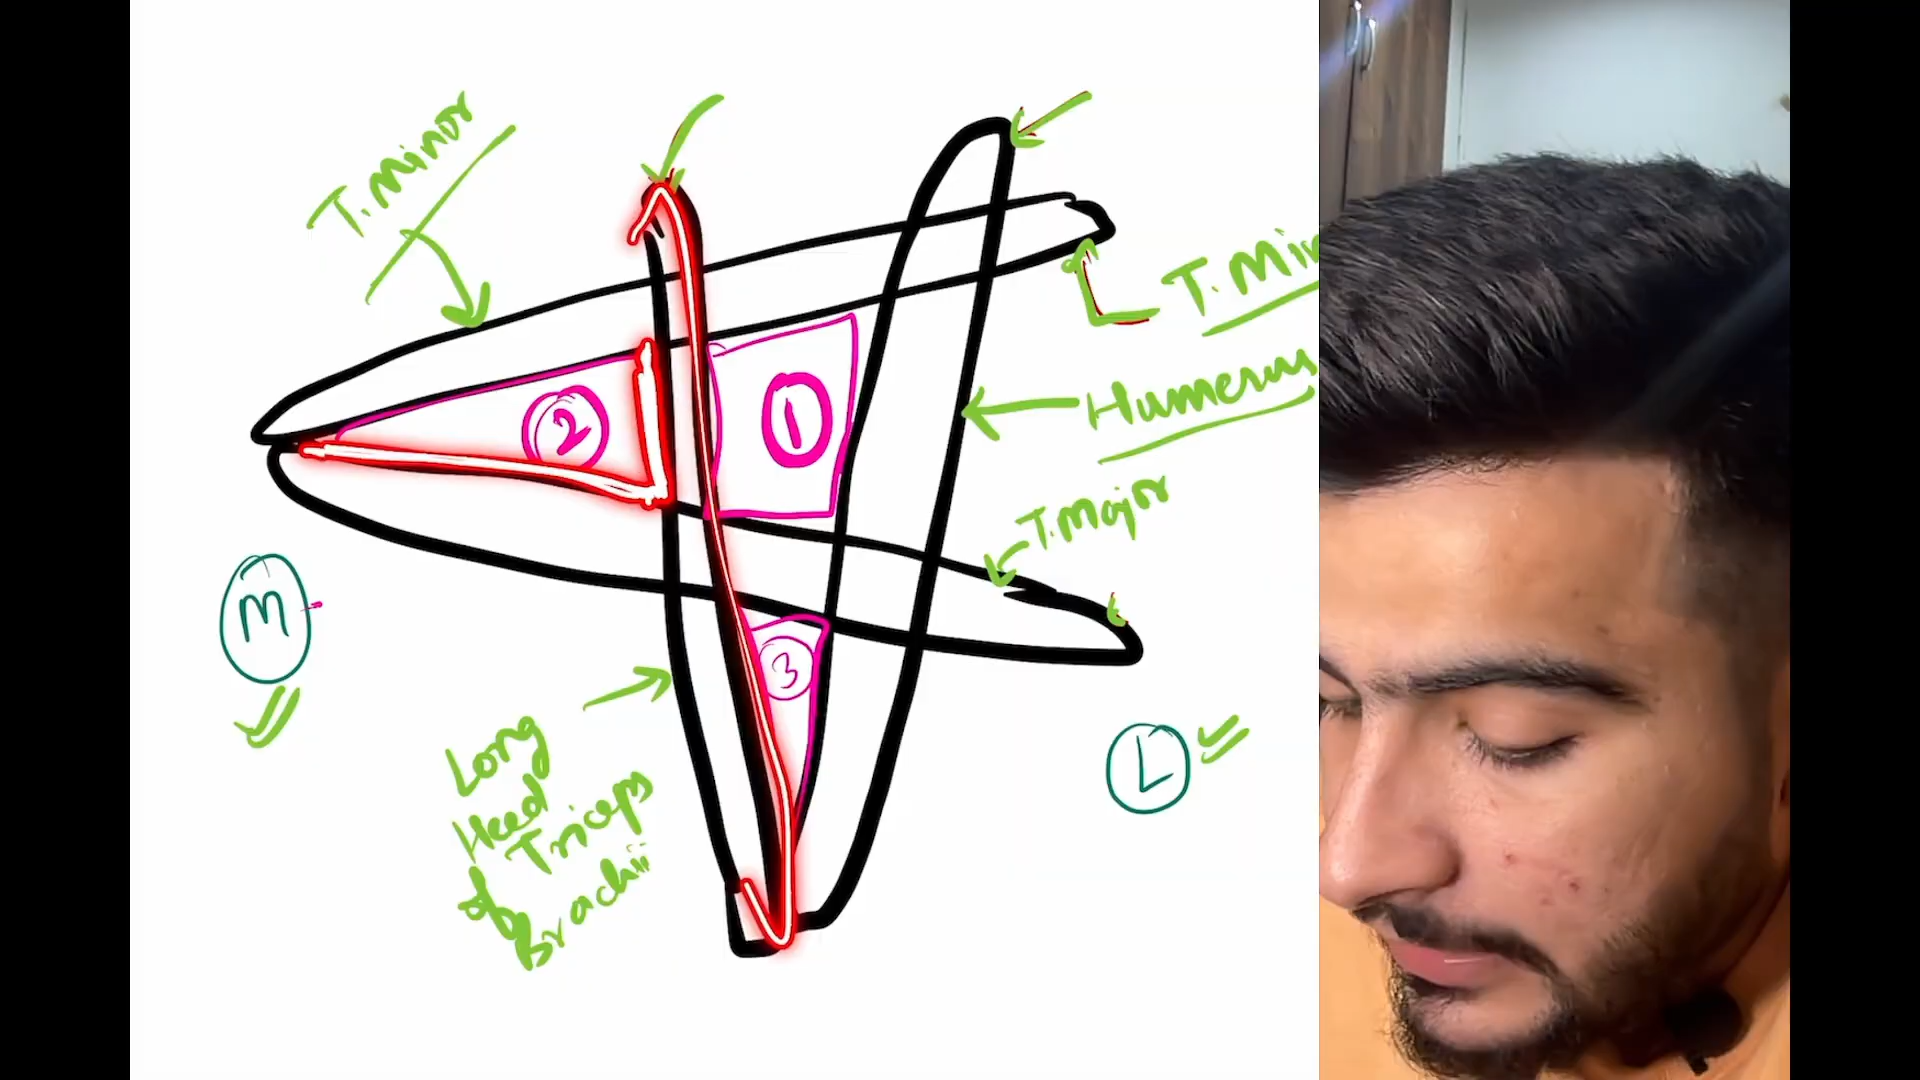 T. Minor
T. Min
Humerus
T. Major
2
1
M
3
L
Long
Head
of Triceps
Brachii